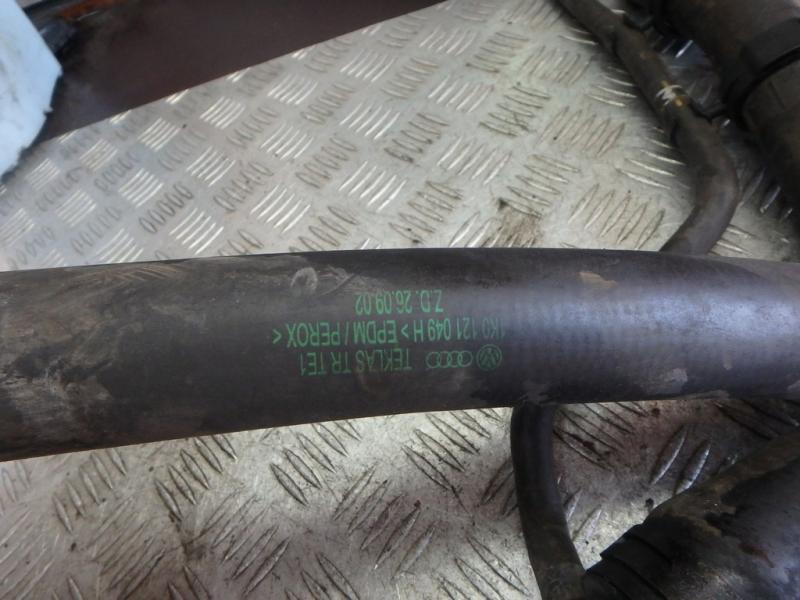 TEKLAS TR TE1
1K0 121 049 H > EPDM / PEROX <
Z.D. 26.09.02